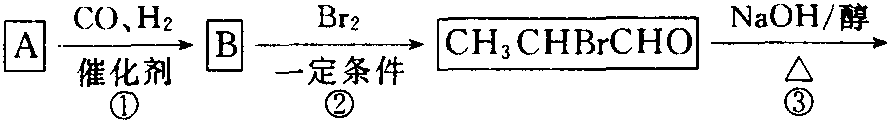 A CO、H₂ 催化剂 ① B Br₂ 一定条件 ② CH₃CHBrCHO NaOH/醇 △ ③